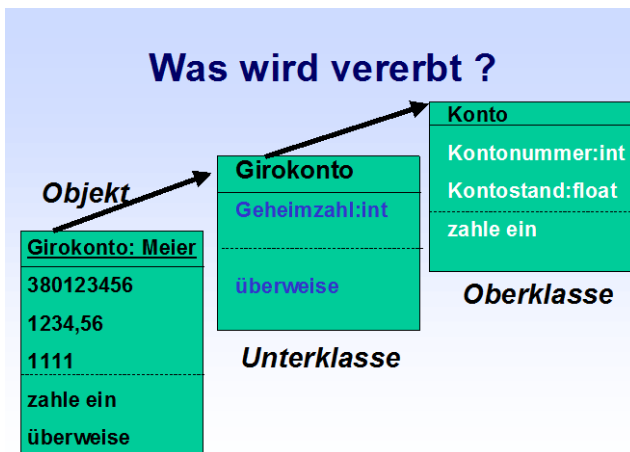 Was wird vererbt ?
Objekt
Girokonto: Meier
380123456
1234,56
1111
zahle ein
überweise
Girokonto
Geheimzahl:int
überweise
Unterklasse
Konto
Kontonummer:int
Kontostand:float
zahle ein
Oberklasse